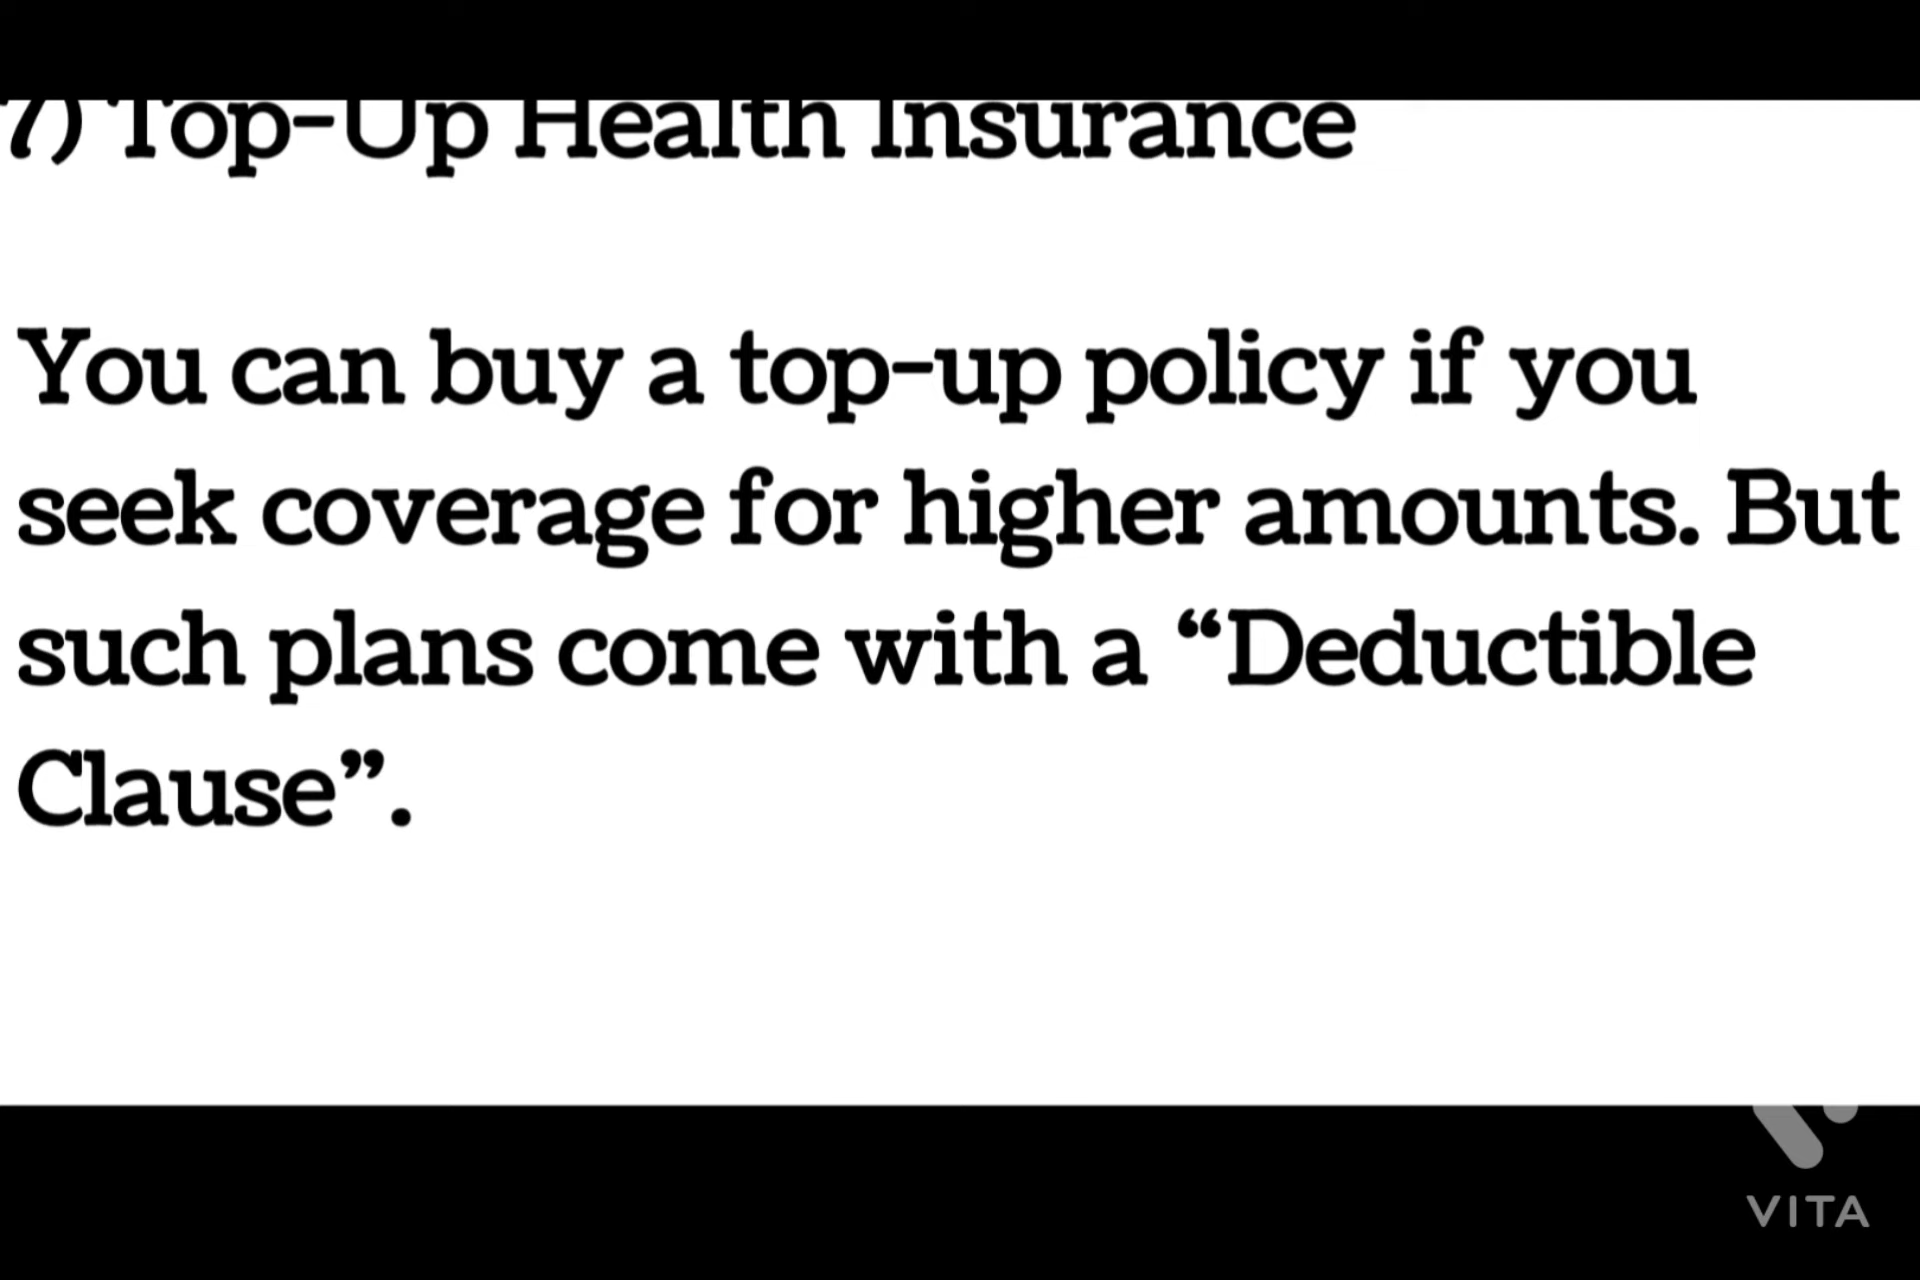 7) Top-Up Health Insurance
You can buy a top-up policy if you
seek coverage for higher amounts. But
such plans come with a “Deductible
Clause”.
VITA